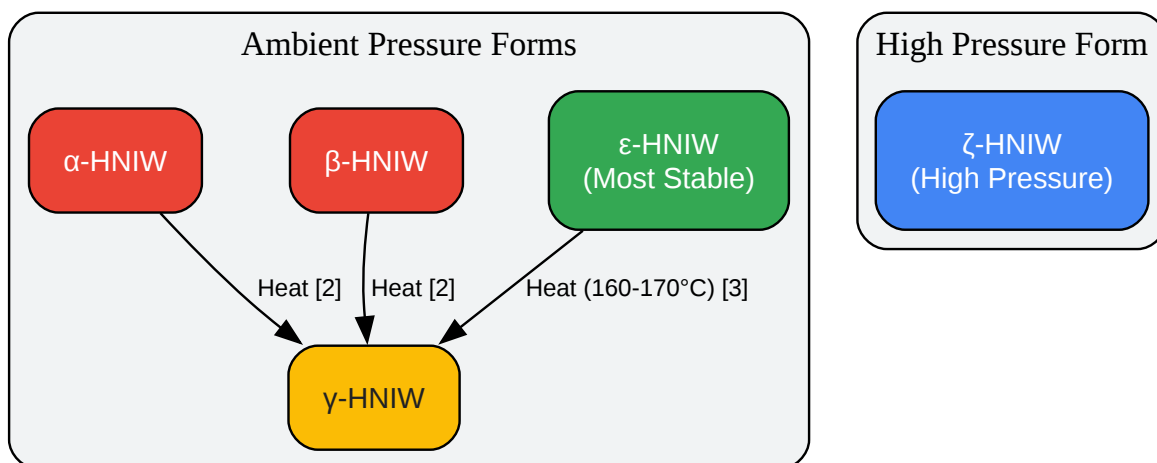 Ambient Pressure Forms
High Pressure Form
α-HNIW
β-HNIW
ε-HNIW
(Most Stable)
ζ-HNIW
(High Pressure)
Heat [2]
Heat [2]
Heat (160-170°C) [3]
γ-HNIW